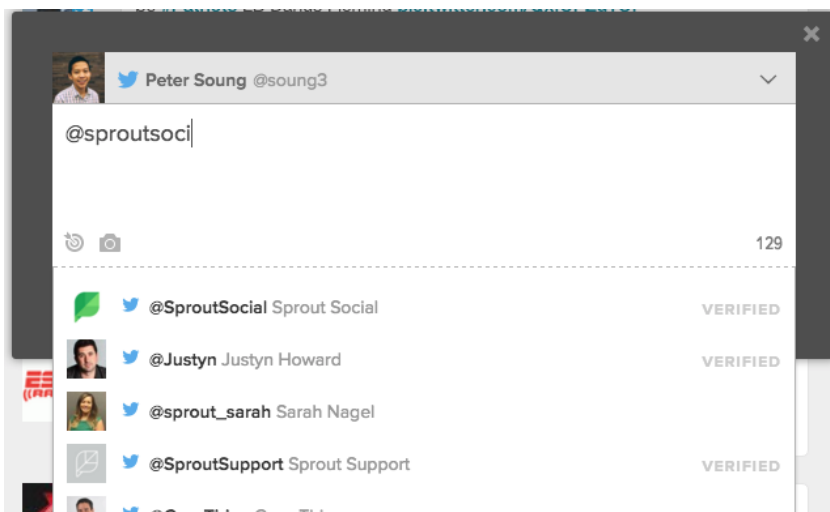 Peter Soung @soung3
@sproutsoci
129
@SproutSocial Sprout Social VERIFIED
@Justyn Justyn Howard VERIFIED
@sprout_sarah Sarah Nagel
@SproutSupport Sprout Support VERIFIED